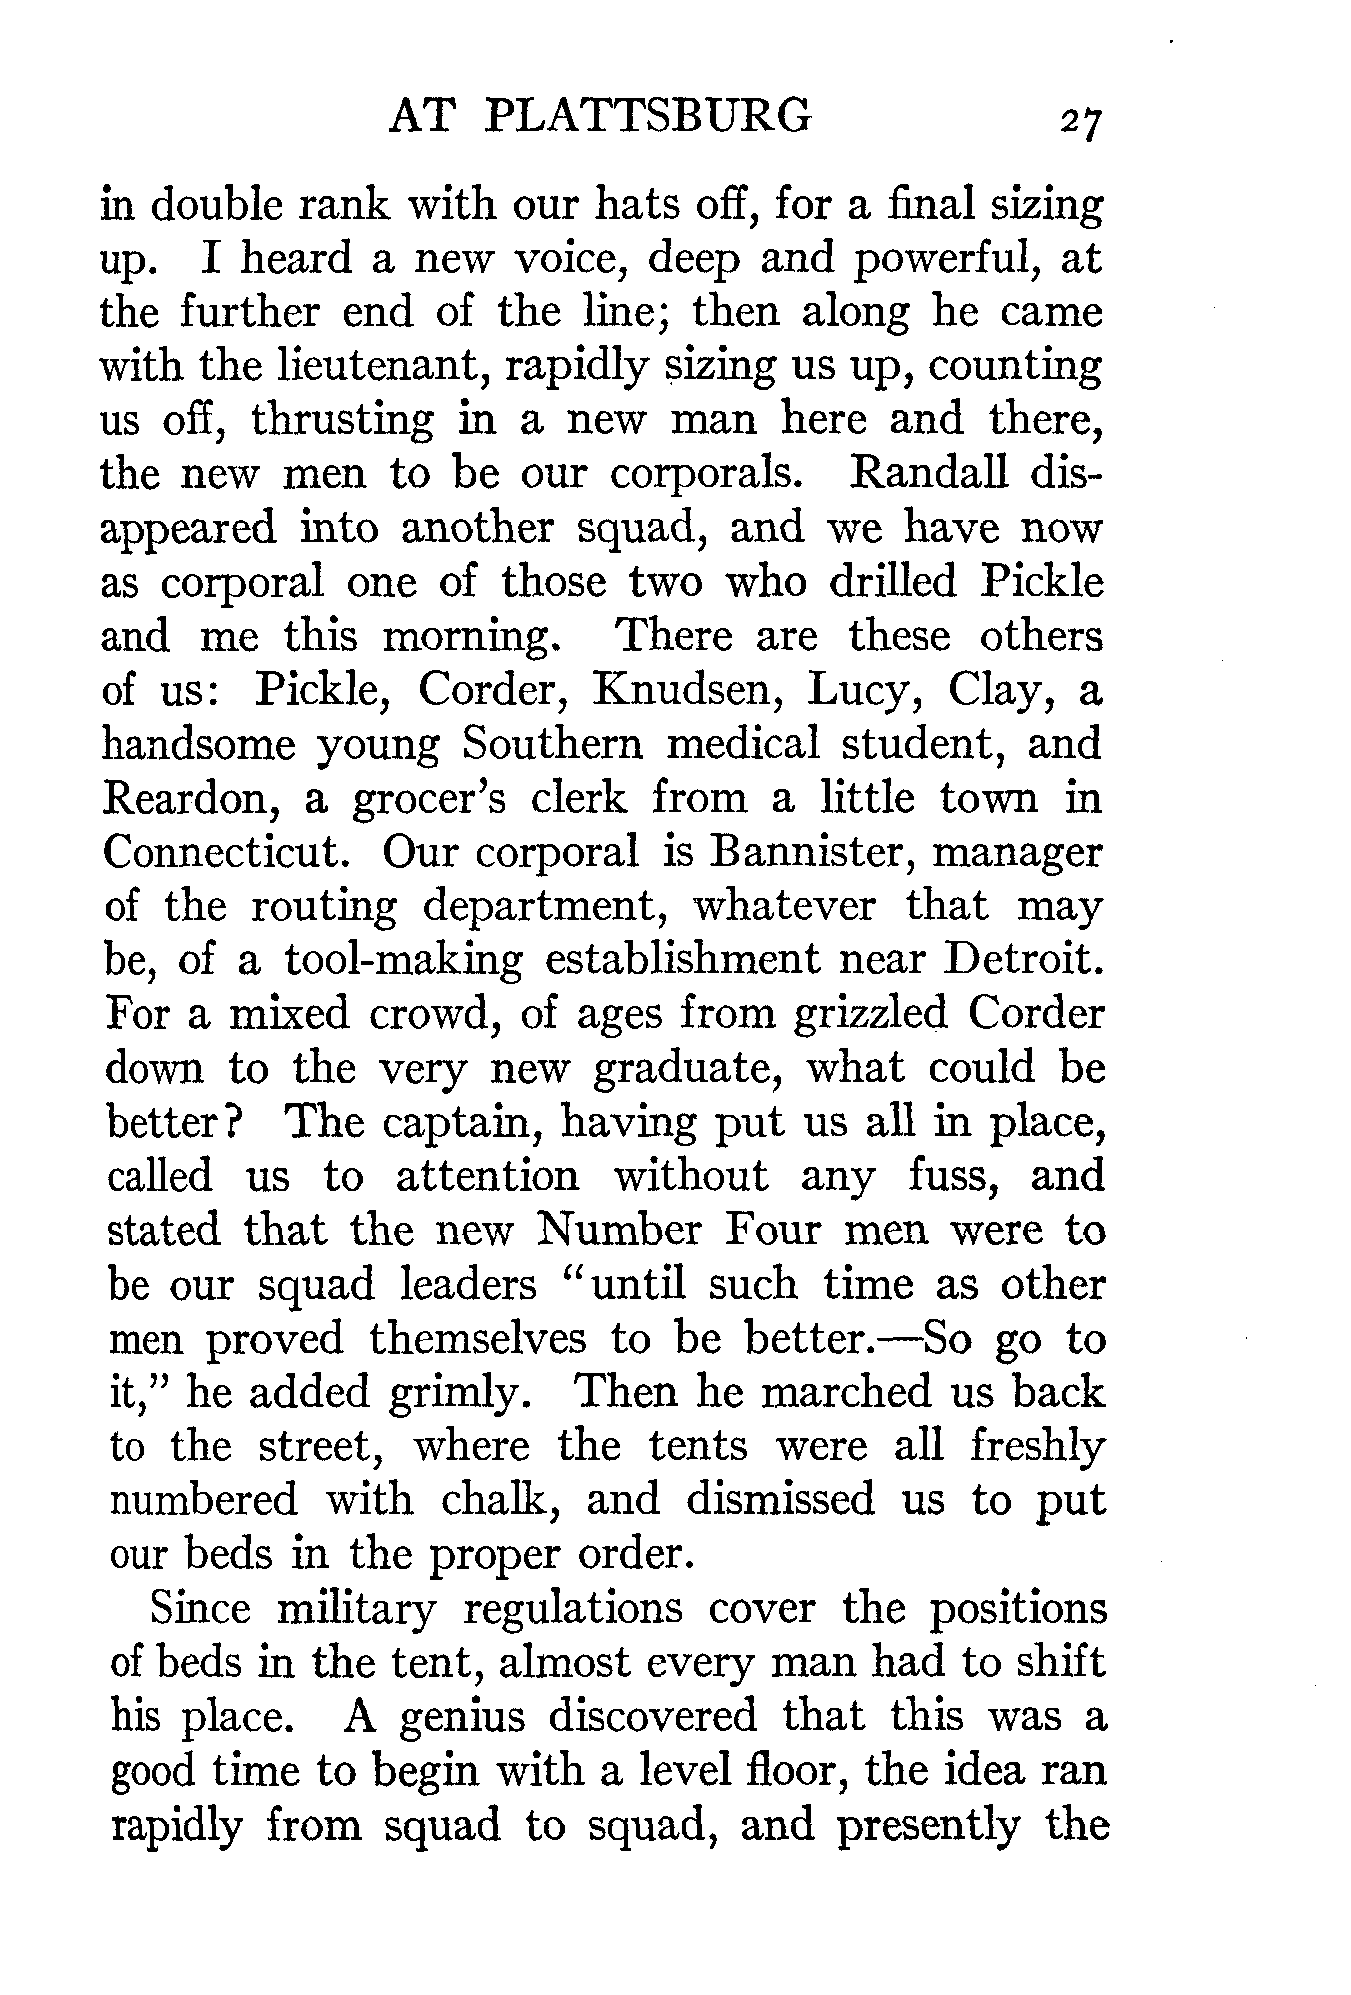 AT PLATTSBURG 27
in double rank with our hats off, for a final sizing
up. I heard a new voice, deep and powerful, at
the further end of the line; then along he came
with the lieutenant, rapidly sizing us up, counting
us off, thrusting in a new man here and there,
the new men to be our corporals. Randall dis-
appeared into another squad, and we have now
as corporal one of those two who drilled Pickle
and me this morning. There are these others
of us: Pickle, Corder, Knudsen, Lucy, Clay, a
handsome young Southern medical student, and
Reardon, a grocer's clerk from a little town in
Connecticut. Our corporal is Bannister, manager
of the routing department, whatever that may
be, of a tool-making establishment near Detroit.
For a mixed crowd, of ages from grizzled Corder
down to the very new graduate, what could be
better? The captain, having put us all in place,
called us to attention without any fuss, and
stated that the new Number Four men were to
be our squad leaders “until such time as other
men proved themselves to be better.—So go to
it,” he added grimly. Then he marched us back
to the street, where the tents were all freshly
numbered with chalk, and dismissed us to put
our beds in the proper order.
Since military regulations cover the positions
of beds in the tent, almost every man had to shift
his place. A genius discovered that this was a
good time to begin with a level floor, the idea ran
rapidly from squad to squad, and presently the